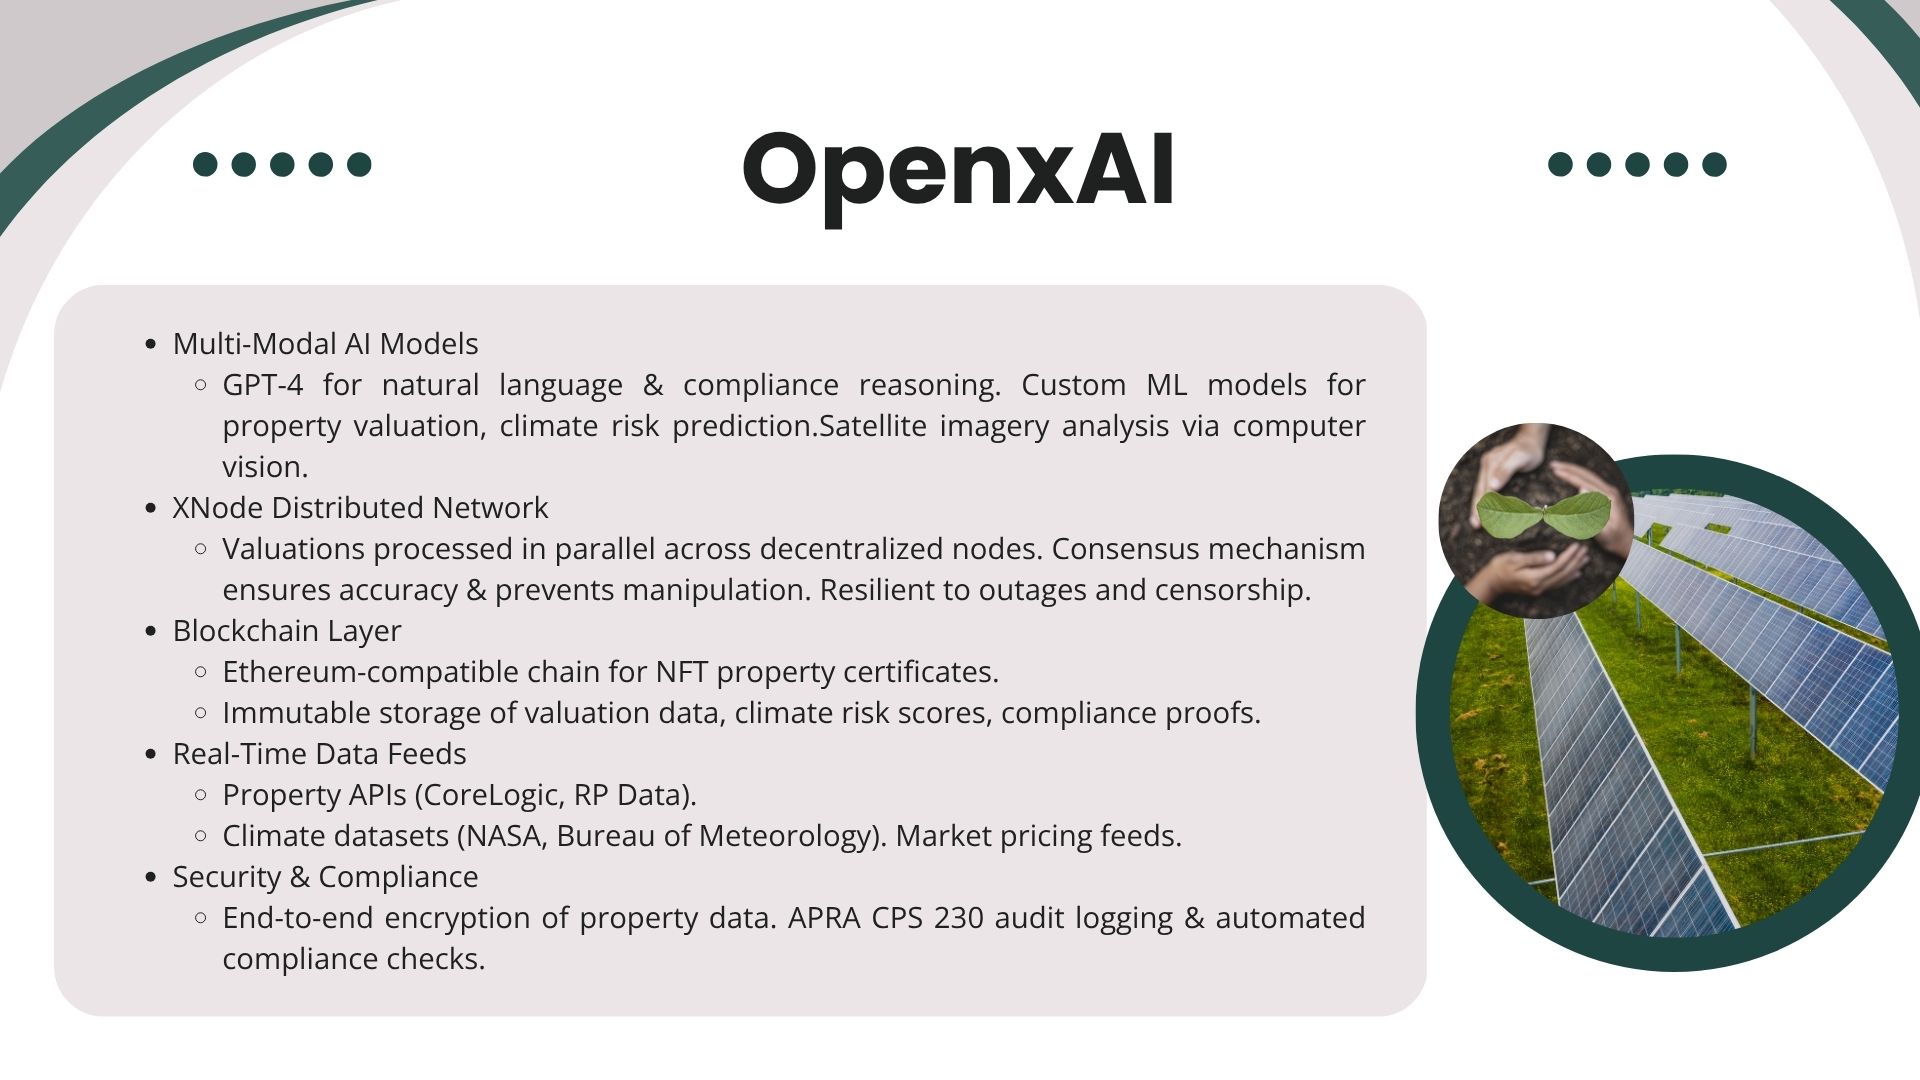 OpenxAI
• Multi-Modal AI Models
○ GPT-4 for natural language & compliance reasoning. Custom ML models for
property valuation, climate risk prediction.Satellite imagery analysis via computer
vision.
• XNode Distributed Network
○ Valuations processed in parallel across decentralized nodes. Consensus mechanism
ensures accuracy & prevents manipulation. Resilient to outages and censorship.
• Blockchain Layer
○ Ethereum-compatible chain for NFT property certificates.
○ Immutable storage of valuation data, climate risk scores, compliance proofs.
• Real-Time Data Feeds
○ Property APIs (CoreLogic, RP Data).
○ Climate datasets (NASA, Bureau of Meteorology). Market pricing feeds.
• Security & Compliance
○ End-to-end encryption of property data. APRA CPS 230 audit logging & automated
compliance checks.